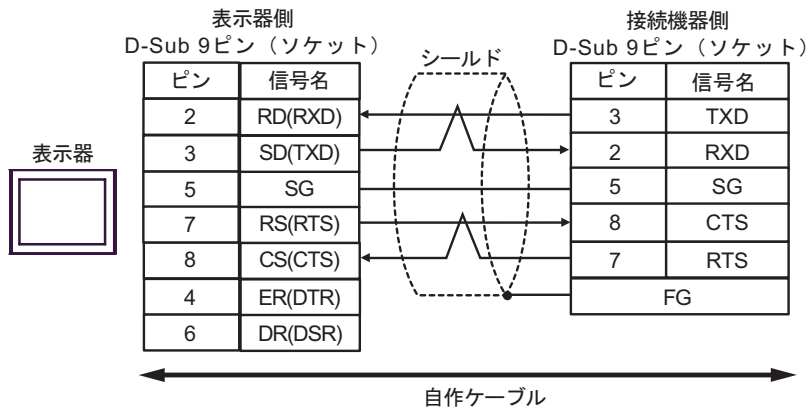 表示器側
D-Sub 9ピン（ソケット）
接続機器側
D-Sub 9ピン（ソケット）
シールド
表示器
ピン 信号名
2 RD(RXD)
3 SD(TXD)
5 SG
7 RS(RTS)
8 CS(CTS)
4 ER(DTR)
6 DR(DSR)
ピン 信号名
3 TXD
2 RXD
5 SG
8 CTS
7 RTS
FG
自作ケーブル